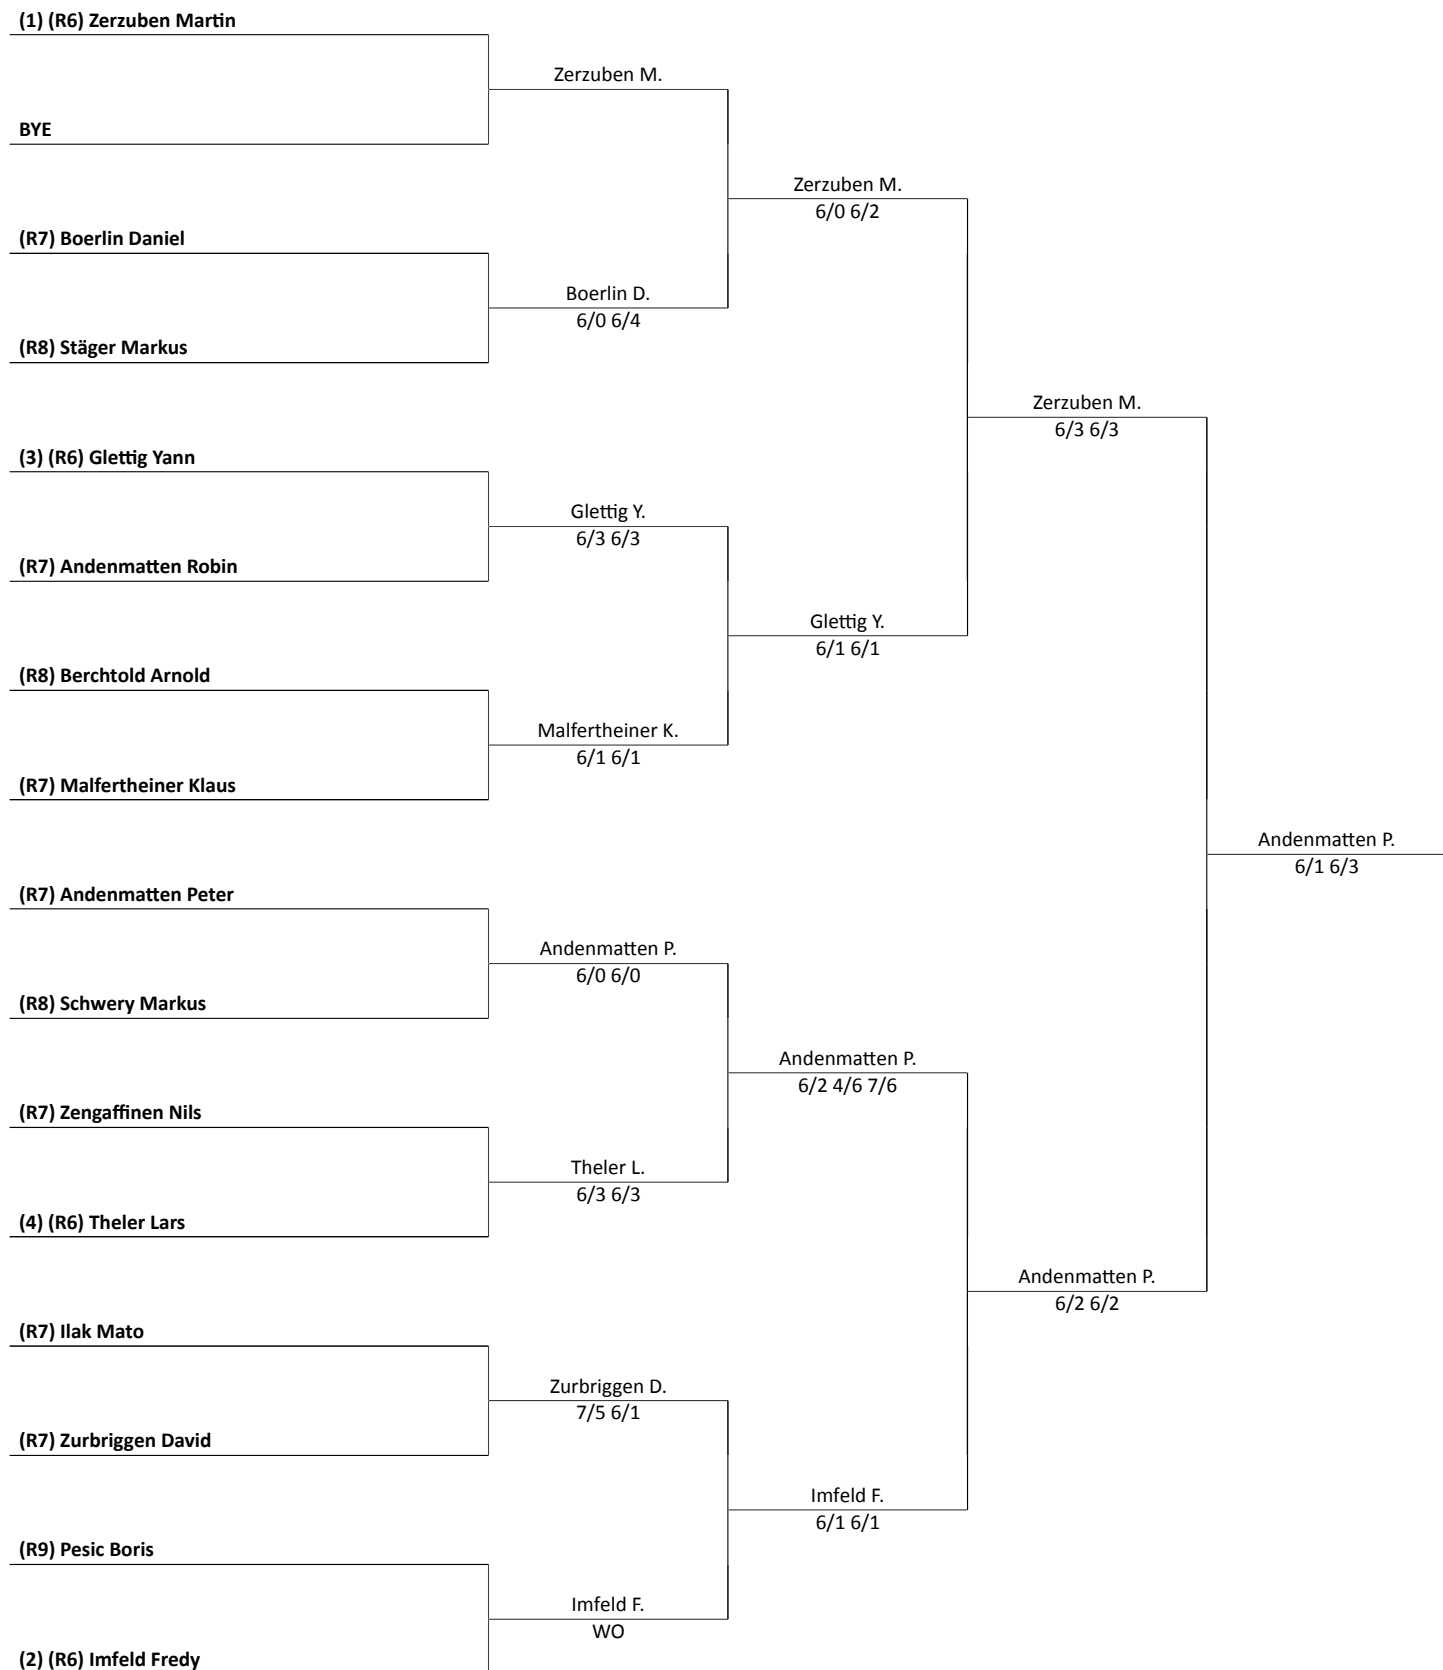 (1) (R6) Zerzuben Martin
Zerzuben M.
BYE
Zerzuben M.
6/0 6/2
(R7) Boerlin Daniel
Boerlin D.
6/0 6/4
(R8) Stäger Markus
Zerzuben M.
6/3 6/3
(3) (R6) Glettig Yann
Glettig Y.
6/3 6/3
(R7) Andenmatten Robin
Glettig Y.
6/1 6/1
(R8) Berchtold Arnold
Malfertheiner K.
6/1 6/1
(R7) Malfertheiner Klaus
Andenmatten P.
6/1 6/3
(R7) Andenmatten Peter
Andenmatten P.
6/0 6/0
(R8) Schwery Markus
Andenmatten P.
6/2 4/6 7/6
(R7) Zengaffinen Nils
Theler L.
6/3 6/3
(4) (R6) Theler Lars
Andenmatten P.
6/2 6/2
(R7) Ilak Mato
Zurbriggen D.
7/5 6/1
(R7) Zurbriggen David
Imfeld F.
6/1 6/1
(R9) Pesic Boris
Imfeld F.
WO
(2) (R6) Imfeld Fredy